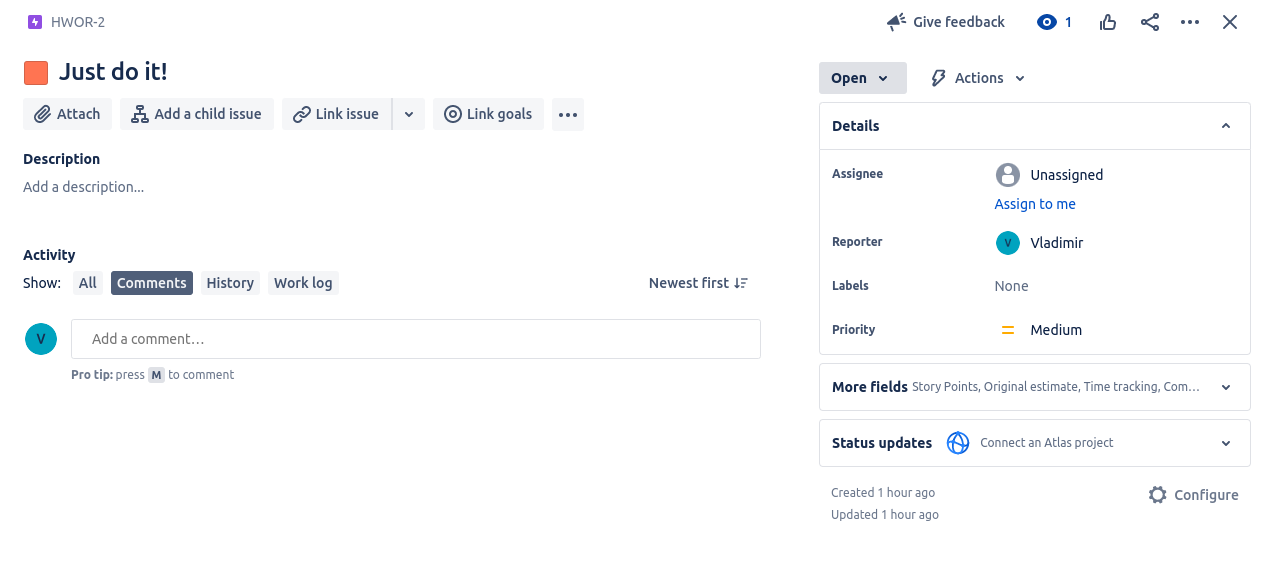 HWOR-2
Give feedback
1
Just do it!
Attach
Add a child issue
Link issue
Link goals
Description
Add a description...
Activity
Show:
All
Comments
History
Work log
Newest first
V
Add a comment…
Pro tip: press M to comment
Open
Actions
Details
Assignee
Unassigned
Assign to me
Reporter
V
Vladimir
Labels
None
Priority
Medium
More fields Story Points, Original estimate, Time tracking, Com…
Status updates
Connect an Atlas project
Created 1 hour ago
Configure
Updated 1 hour ago